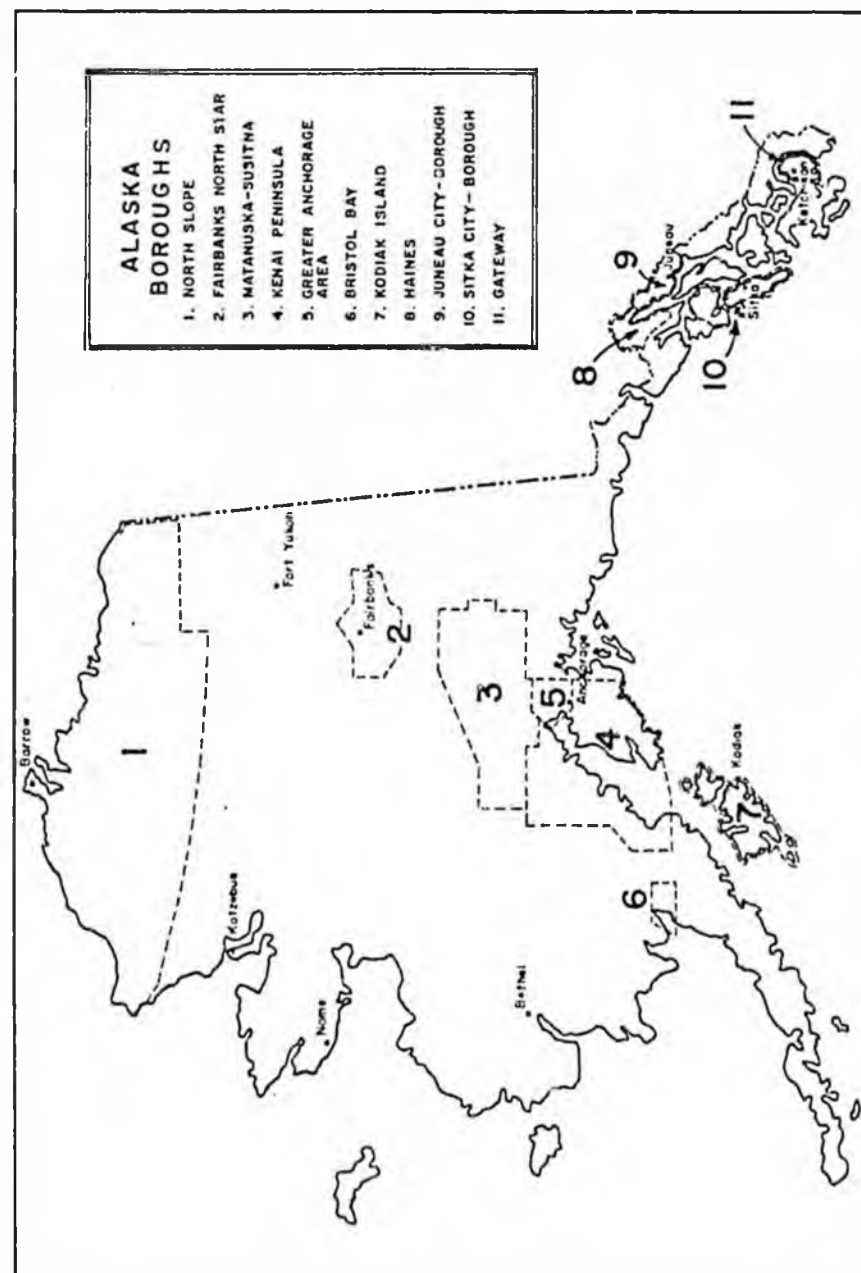 ALASKA
BOROUGHS
1. NORTH SLOPE
2. FAIRBANKS NORTH STAR
3. MATANUSKA-SUSITNA
4. KENAI PENINSULA
5. GREATER ANCHORAGE
AREA
6. BRISTOL BAY
7. KODIAK ISLAND
8. HAINES
9. JUNEAU CITY-BOROUGH
10. SITKA CITY-BOROUGH
11. GATEWAY
Barrow
1
Kotzebue
Fort Yukon
Nome
Fairbanks
2
3
Bethel
5
Anchorage
4
6
7
Kodiak
8
9
Juneau
10
Sitka
11
Ketchikan